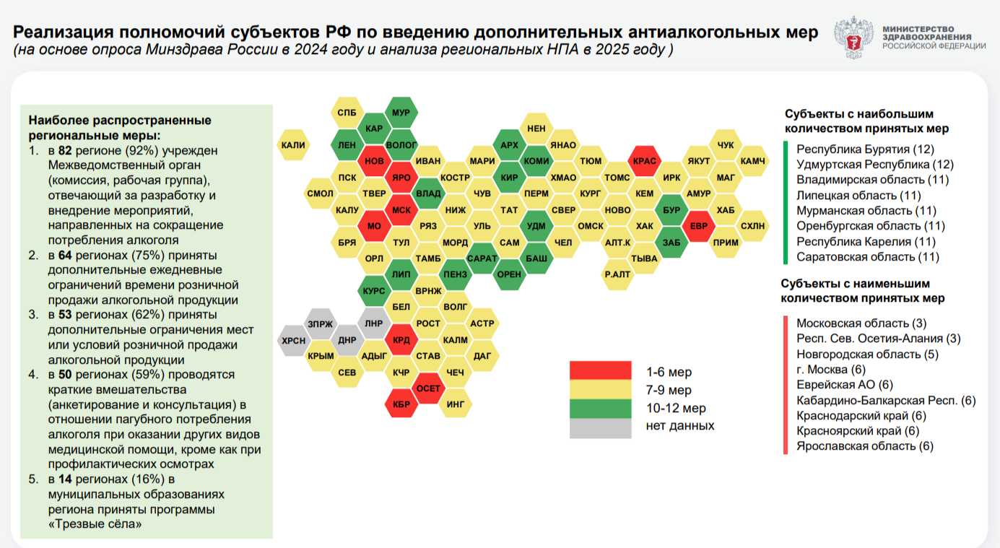 Реализация полномочий субъектов РФ по введению дополнительных антиалкогольных мер
(на основе опроса Минздрава России в 2024 году и анализа региональных НПА в 2025 году )
МИНИСТЕРСТВО
ЗДРАВООХРАНЕНИЯ
РОССИЙСКОЙ ФЕДЕРАЦИИ
Наиболее распространенные
региональные меры:
1. в 82 регионе (92%) учрежден
Межведомственный орган
(комиссия, рабочая группа),
отвечающий за разработку и
внедрение мероприятий,
направленных на сокращение
потребления алкоголя
2. в 64 регионах (75%) приняты
дополнительные ежедневные
ограничения времени розничной
продажи алкогольной продукции
3. в 53 регионах (62%) приняты
дополнительные ограничения мест
или условий розничной продажи
алкогольной продукции
4. в 50 регионах (59%) проводятся
краткие вмешательства
(анкетирование и консультация) в
отношении пагубного потребления
алкоголя при оказании других видов
медицинской помощи, кроме как при
профилактических осмотрах
5. в 14 регионах (16%) в
муниципальных образованиях
региона приняты программы
«Трезвые сёла»
СПБ МУР
КАР НЕН
КАЛИ ЛЕН ВОЛОГ АРХ ЯНАО ЧУК
НОВ ИВАН МАРИ КОМИ ТЮМ КРАС ЯКУТ КАМЧ
ПСК ЯРО КОСТР КИР ХМАО ТОМС ИРК МАГ
СМОЛ ТВЕР ВЛАД ЧУВ ПЕРМ КУРГ КЕМ АМУР
КАЛУ МСК НИЖ ТАТ СВЕР НОВО БУР ХАБ
МО РЯЗ УЛЬ УДМ ОМСК ХАК ЕВР СХЛН
БРЯ ТУЛ МОРД САМ ЧЕЛ АЛТ.К ЗАБ ПРИМ
ОРЛ ТАМБ САРАТ БАШ ТЫВА
ЛИП ПЕНЗ ОРЕН Р.АЛТ
КУРС ВРНЖ
БЕЛ ВОЛГ
ЗПРЖ ЛНР РОСТ АСТР
ХРСН ДНР КРД КАЛМ
КРЫМ АДЫГ СТАВ ДАГ
СЕВ КЧР ЧЕЧ
ОСЕТ
КБР ИНГ
1-6 мер
7-9 мер
10-12 мер
нет данных
Субъекты с наибольшим
количеством принятых мер
Республика Бурятия (12)
Удмуртская Республика (12)
Владимирская область (11)
Липецкая область (11)
Мурманская область (11)
Оренбургская область (11)
Республика Карелия (11)
Саратовская область (11)
Субъекты с наименьшим
количеством принятых мер
Московская область (3)
Респ. Сев. Осетия-Алания (3)
Новгородская область (5)
г. Москва (6)
Еврейская АО (6)
Кабардино-Балкарская Респ. (6)
Краснодарский край (6)
Красноярский край (6)
Ярославская область (6)